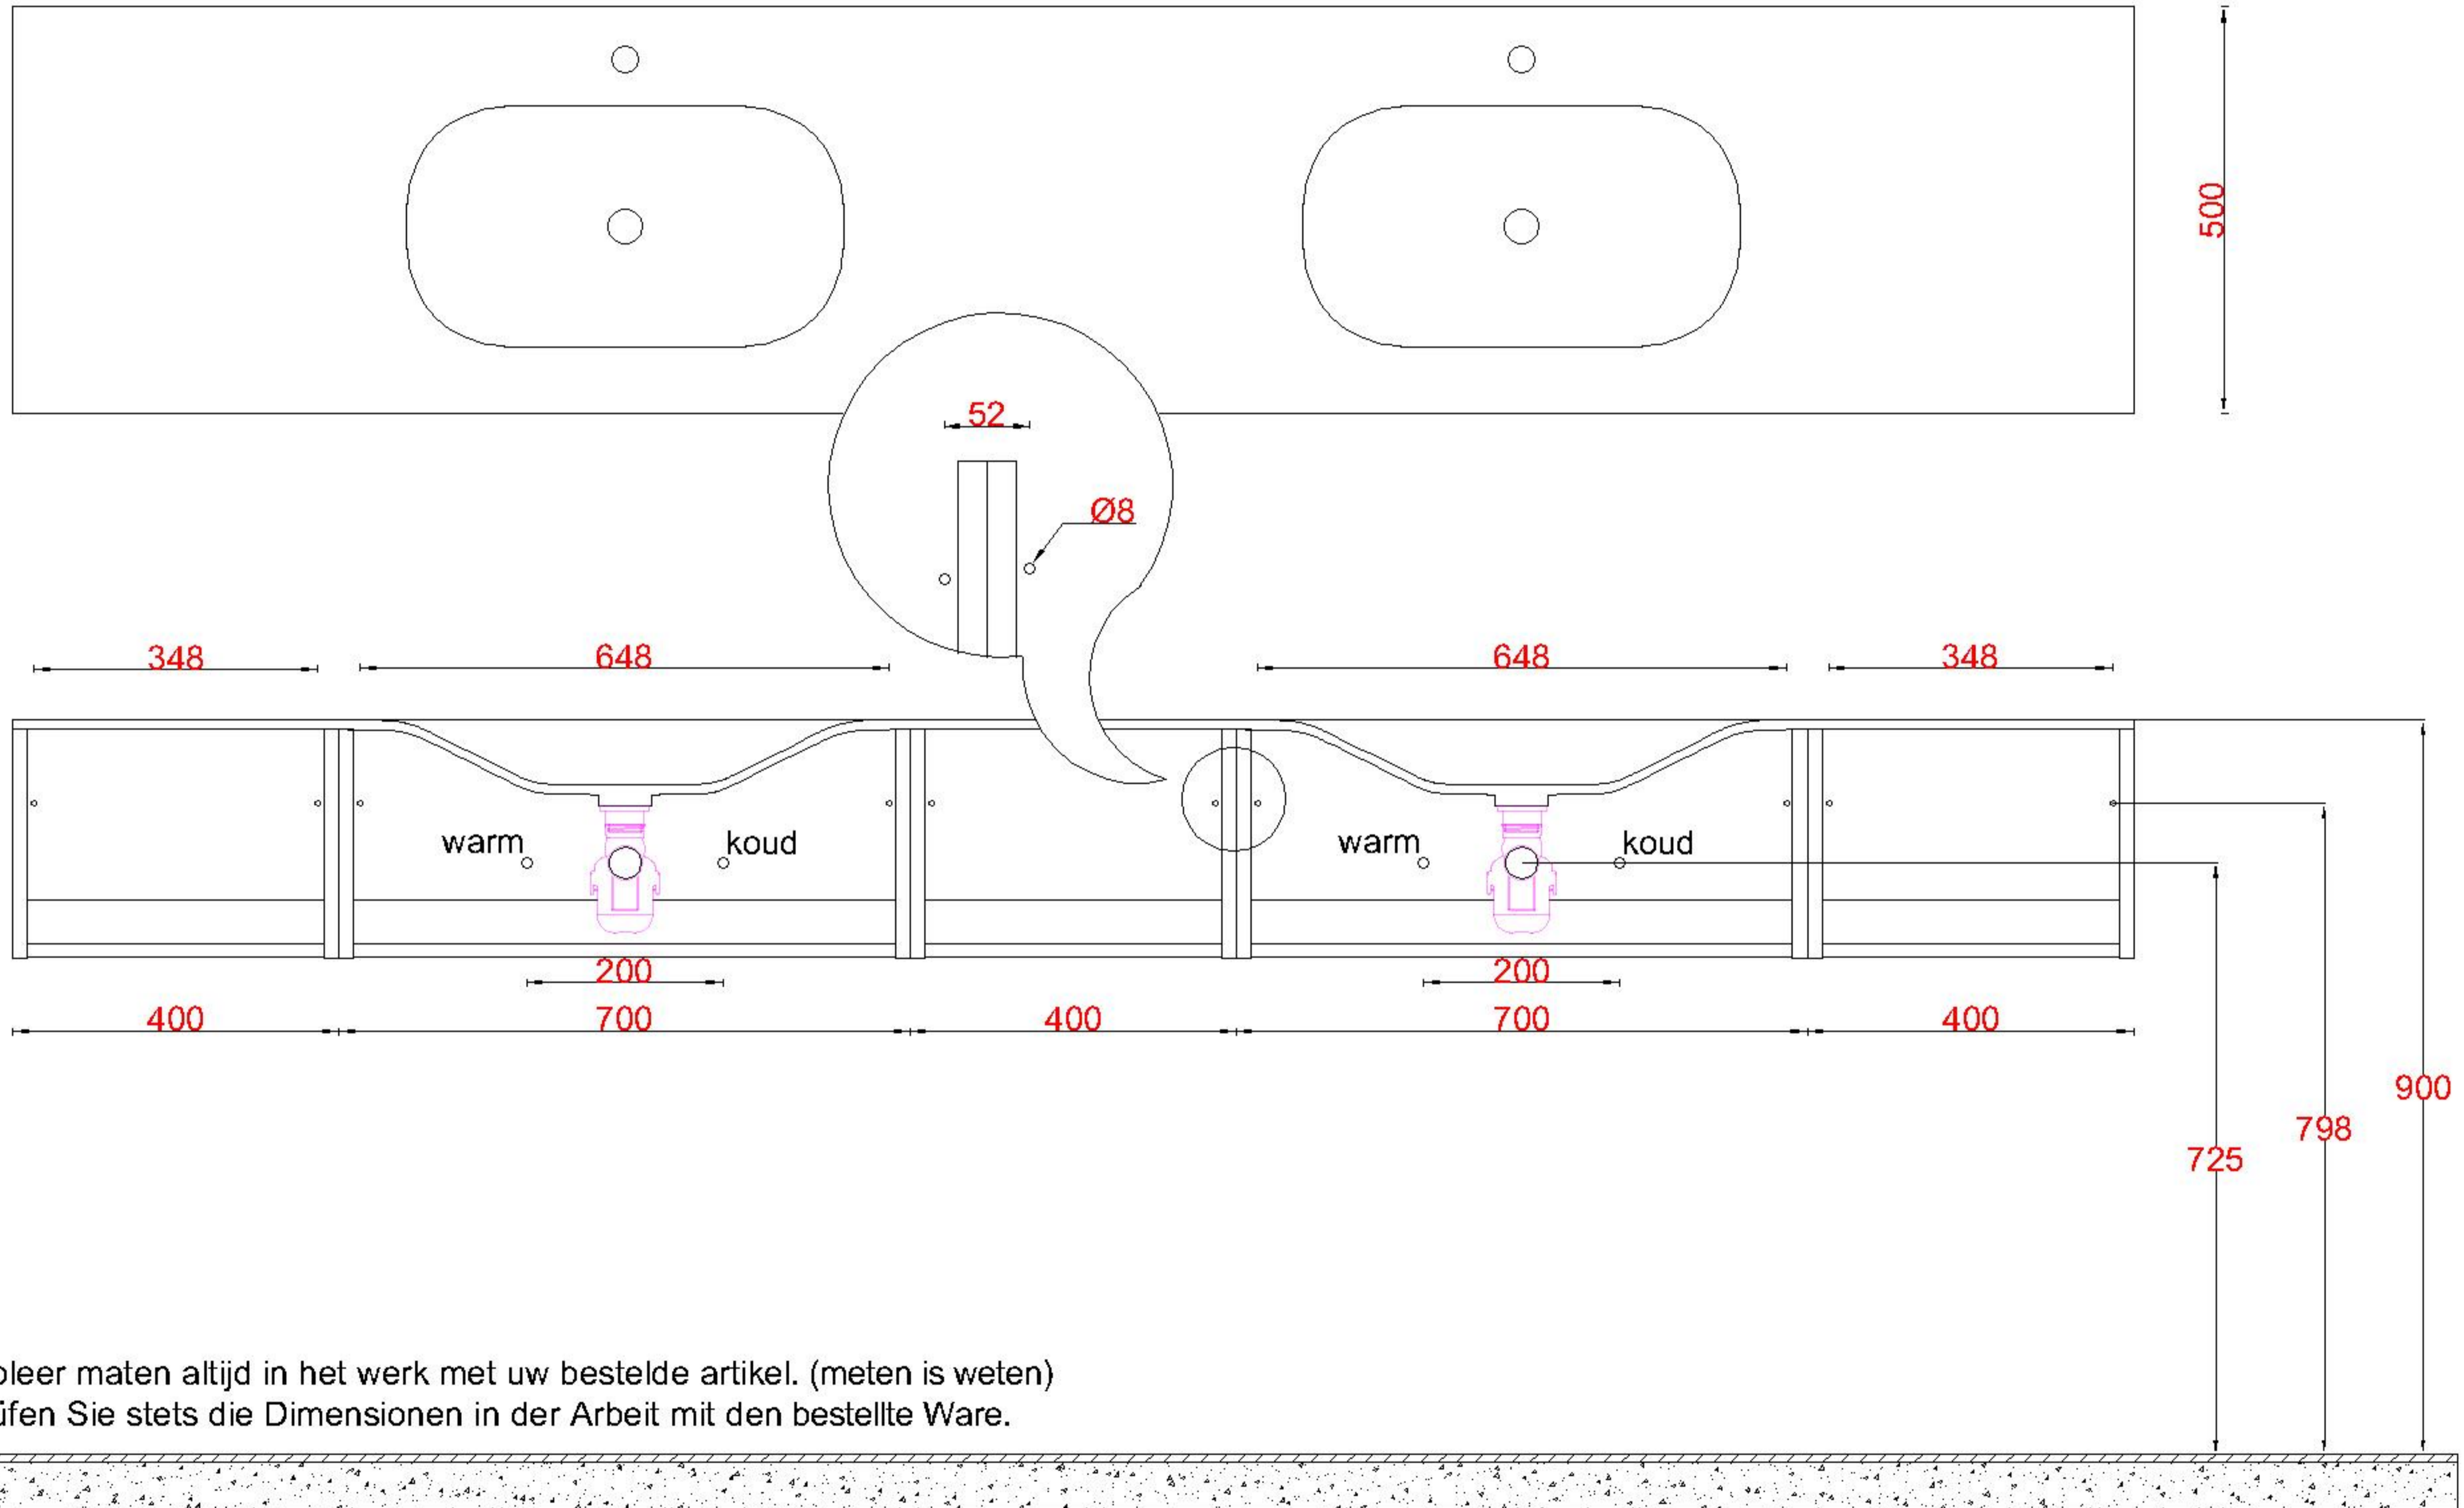 500
52
Ø8
348
648
648
348
warm
koud
warm
koud
200
200
400
700
400
700
400
900
798
725
maten altijd in het werk met uw bestelde artikel. (meten is weten)
Sie stets die Dimensionen in der Arbeit mit den bestellte Ware.